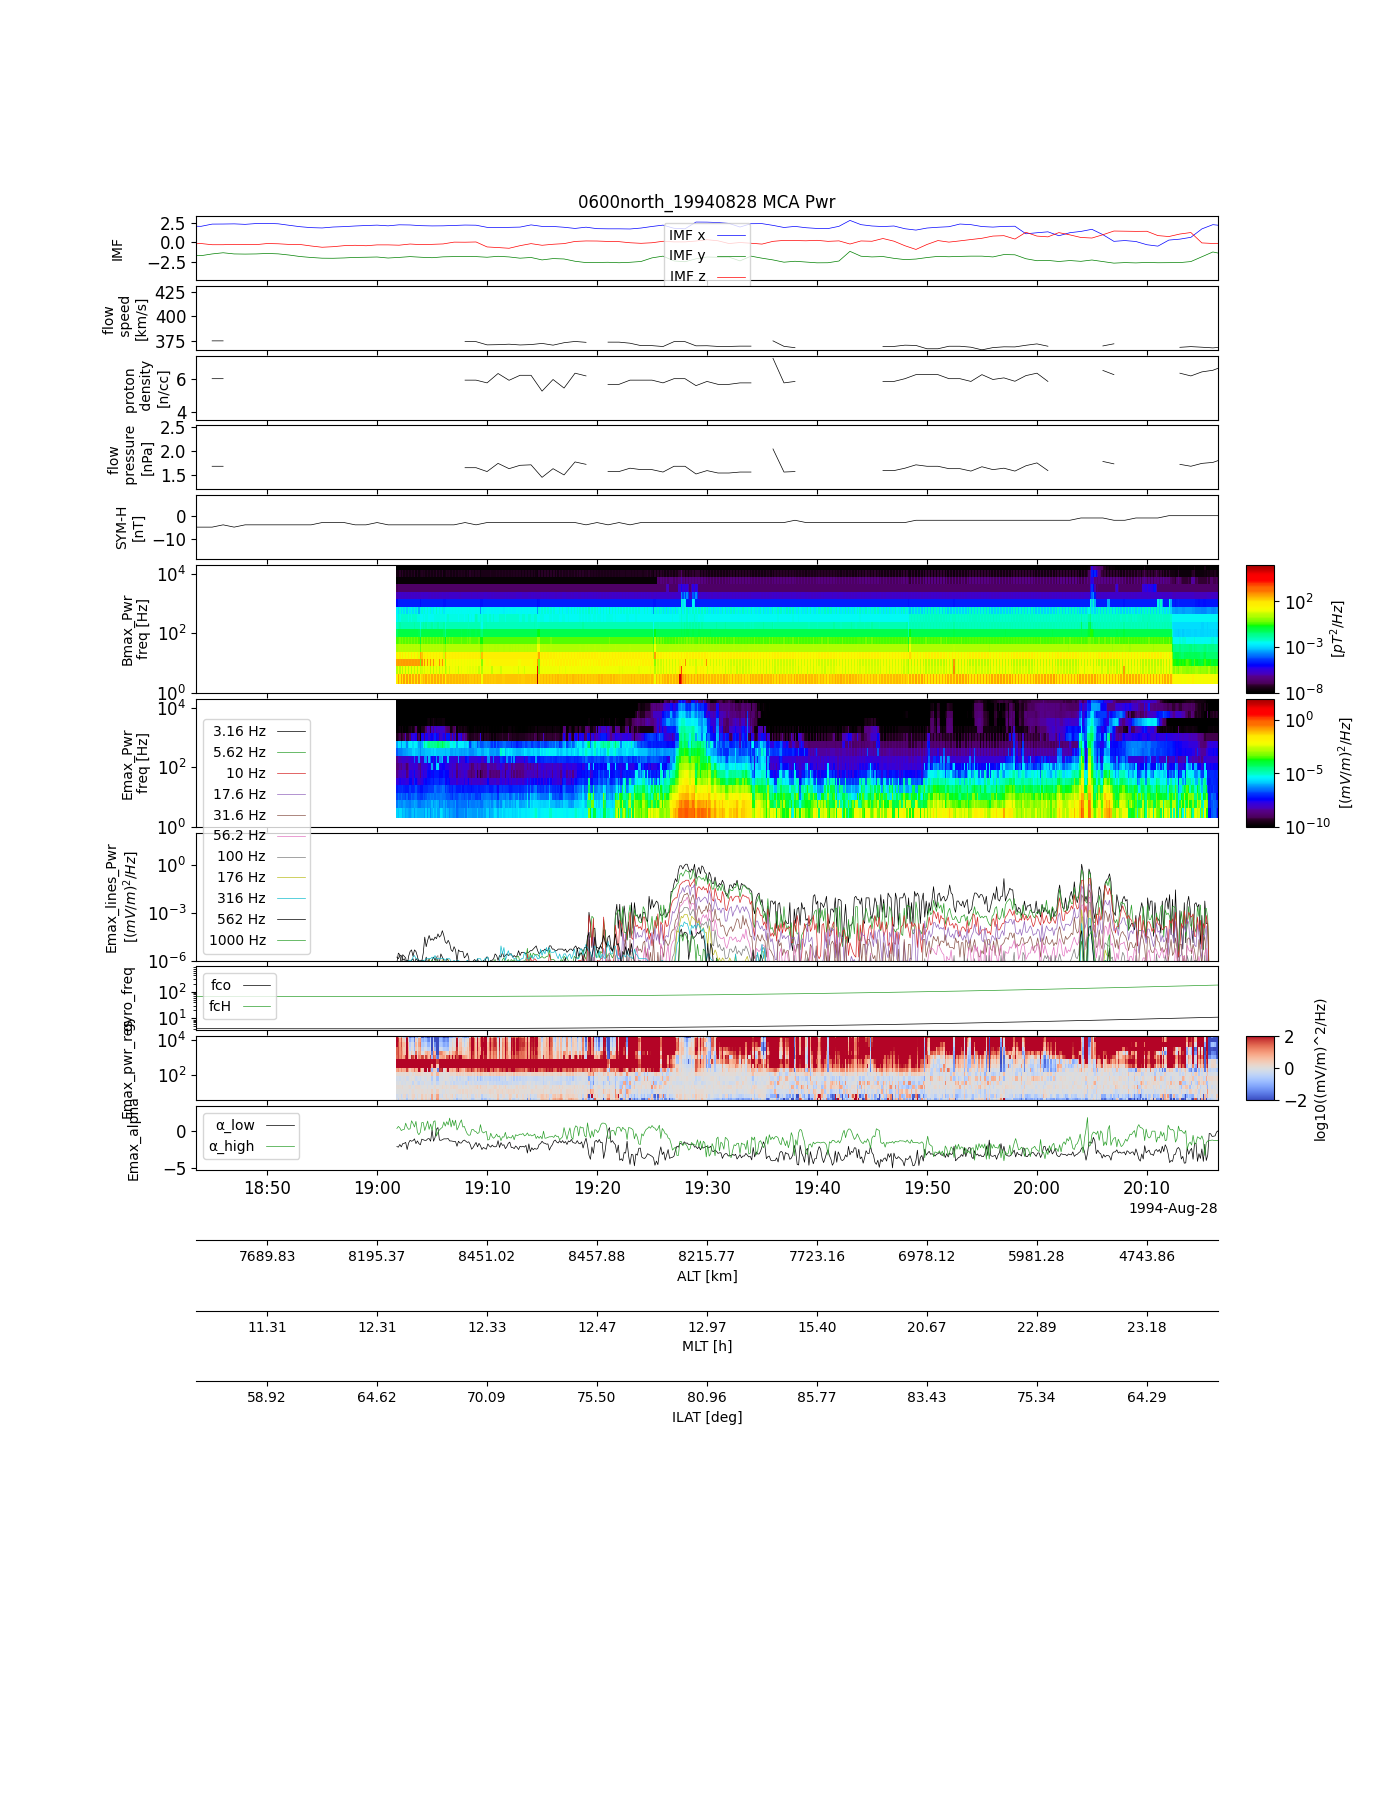 0600north_19940828 MCA Pwr
IMF
2.5
0.0
−2.5
IMF x
IMF y
IMF z
flow
speed
[km/s]
425
400
375
proton
density
[n/cc]
6
4
flow
pressure
[nPa]
2.5
2.0
1.5
SYM-H
[nT]
0
−10
Bmax_Pwr
freq [Hz]
10^4
10^2
10^0
10^2
10^−3
10^−8
[pT^2/Hz]
Emax_Pwr
freq [Hz]
10^4
10^2
10^0
10^0
10^−5
10^−10
[(mV/m)^2/Hz]
3.16 Hz
5.62 Hz
10 Hz
17.6 Hz
31.6 Hz
56.2 Hz
100 Hz
176 Hz
316 Hz
562 Hz
1000 Hz
Emax_lines_Pwr
[(mV/m)^2/Hz]
10^0
10^−3
10^−6
gyro_freq
10^2
10^1
fco
fcH
10^4
10^2
2
0
−2
log10((mV/m)^2/Hz)
Emax_alpha
0
−5
α_low
α_high
18:50 19:00 19:10 19:20 19:30 19:40 19:50 20:00 20:10
1994-Aug-28
7689.83 8195.37 8451.02 8457.88 8215.77 7723.16 6978.12 5981.28 4743.86
ALT [km]
11.31 12.31 12.33 12.47 12.97 15.40 20.67 22.89 23.18
MLT [h]
58.92 64.62 70.09 75.50 80.96 85.77 83.43 75.34 64.29
ILAT [deg]